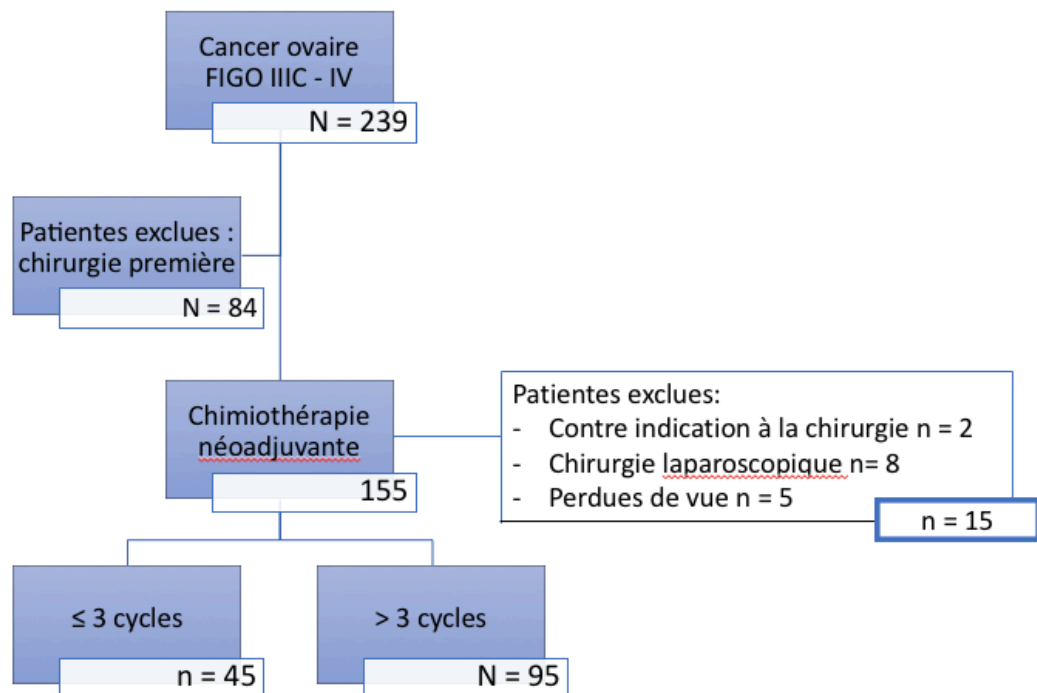 Cancer ovaire
FIGO IIIC - IV
N = 239
Patientes exclues :
chirurgie première
N = 84
Chimiothérapie
néoadjuvante
155
Patientes exclues:
- Contre indication à la chirurgie n = 2
- Chirurgie laparoscopique n= 8
- Perdues de vue n = 5
n = 15
≤ 3 cycles
n = 45
> 3 cycles
N = 95